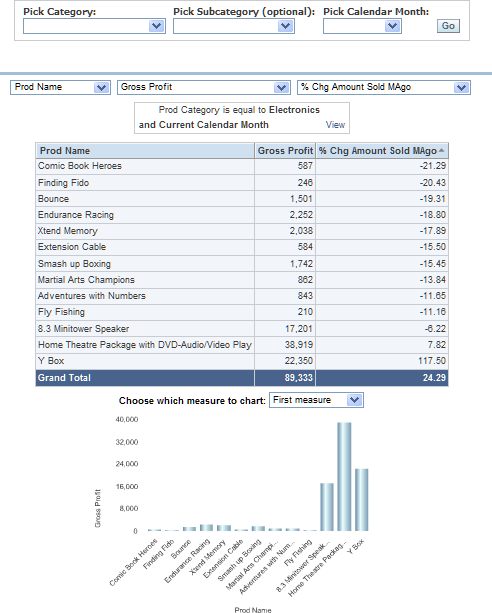 Pick Category: Pick Subcategory (optional): Pick Calendar Month:
Go
Prod Name Gross Profit % Chg Amount Sold MAgo
Prod Category is equal to Electronics
and Current Calendar Month View
Prod Name Gross Profit % Chg Amount Sold MAgo
Comic Book Heroes 587 -21.29
Finding Fido 246 -20.43
Bounce 1,501 -19.31
Endurance Racing 2,252 -18.80
Xtend Memory 2,038 -17.89
Extension Cable 584 -15.50
Smash up Boxing 1,742 -15.45
Martial Arts Champions 862 -13.84
Adventures with Numbers 843 -11.65
Fly Fishing 210 -11.16
8.3 Minitower Speaker 17,201 -6.22
Home Theatre Package with DVD-Audio/Video Play 38,919 7.82
Y Box 22,350 117.50
Grand Total 89,333 24.29
Choose which measure to chart: First measure
40,000
32,000
24,000
16,000
8,000
0
Gross Profit
Comic Book Heroes
Finding Fido
Bounce
Endurance Racing
Xtend Memory
Extension Cable
Smash up Boxing
Martial Arts Champi...
Adventures with Num...
Fly Fishing
8.3 Minitower Speak...
Home Theatre Packag...
Y Box
Prod Name